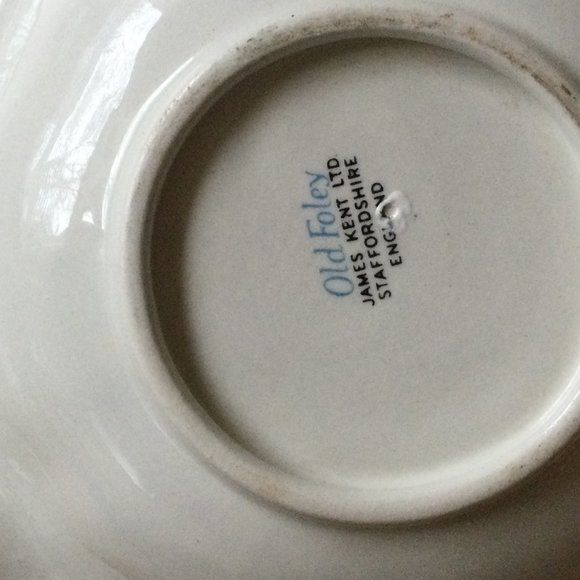 Old Foley
JAMES KENT LTD.
STAFFORDSHIRE
ENGLAND